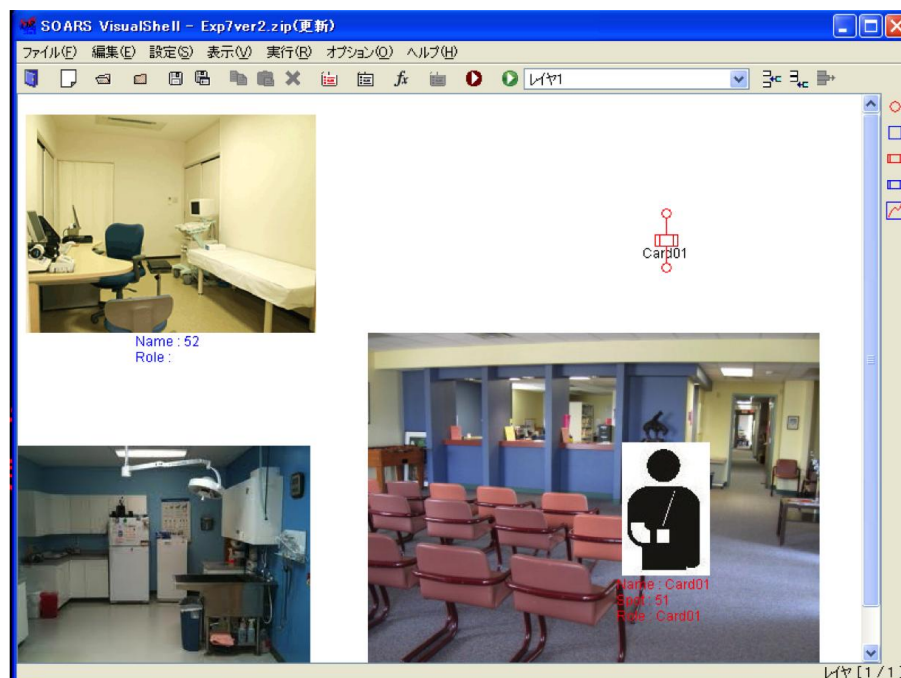 SOARS VisualShell - Exp7ver2.zip(更新)
ファイル(F) 編集(E) 設定(S) 表示(V) 実行(R) オプション(O) ヘルプ(H)
fx レイヤ1
Card01
Name : 52
Role :
Name : Card01
Spot : 51
Role : Card01
レイヤ [1 / 1]